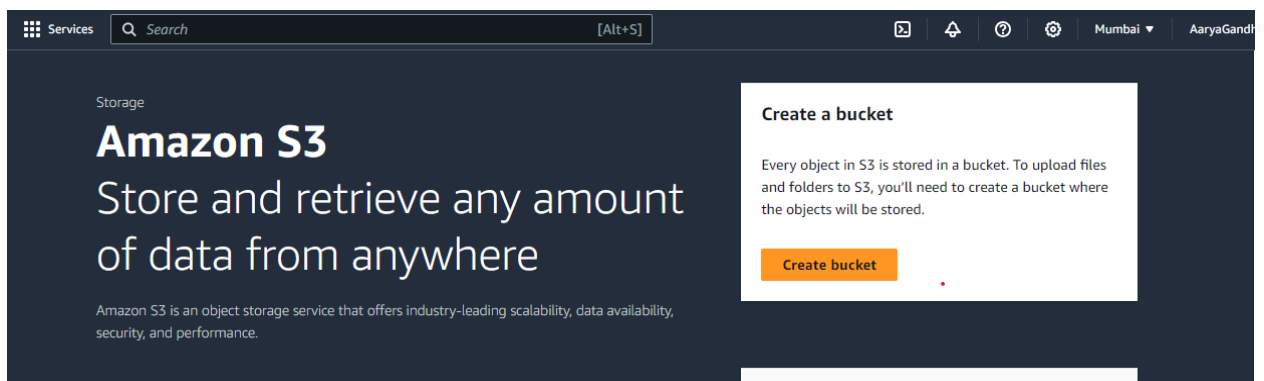 Services
Search
[Alt+S]
Mumbai
AaryaGandh
Storage
Amazon S3
Store and retrieve any amount
of data from anywhere
Amazon S3 is an object storage service that offers industry-leading scalability, data availability,
security, and performance.
Create a bucket
Every object in S3 is stored in a bucket. To upload files
and folders to S3, you'll need to create a bucket where
the objects will be stored.
Create bucket